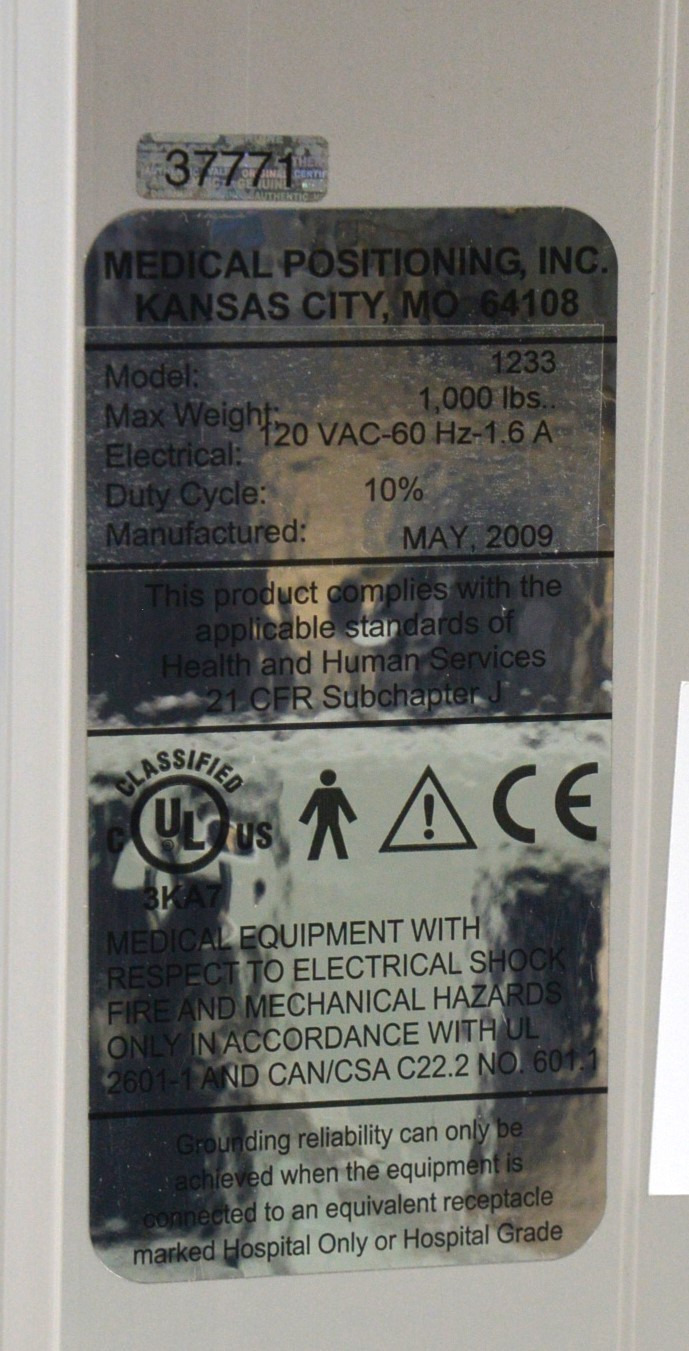 37771
MEDICAL POSITIONING, INC.
KANSAS CITY, MO 64108
Model: 1233
Max Weight: 1,000 lbs..
Electrical: 120 VAC-60 Hz-1.6 A
Duty Cycle: 10%
Manufactured: MAY, 2009
This product complies with the
applicable standards of
Health and Human Services
21 CFR Subchapter J
CLASSIFIED
C UL® US
CE
3KA7
MEDICAL EQUIPMENT WITH
RESPECT TO ELECTRICAL SHOCK
FIRE AND MECHANICAL HAZARDS
ONLY IN ACCORDANCE WITH UL
2601-1 AND CAN/CSA C22.2 NO. 601.1
Grounding reliability can only be
achieved when the equipment is
connected to an equivalent receptacle
marked Hospital Only or Hospital Grade